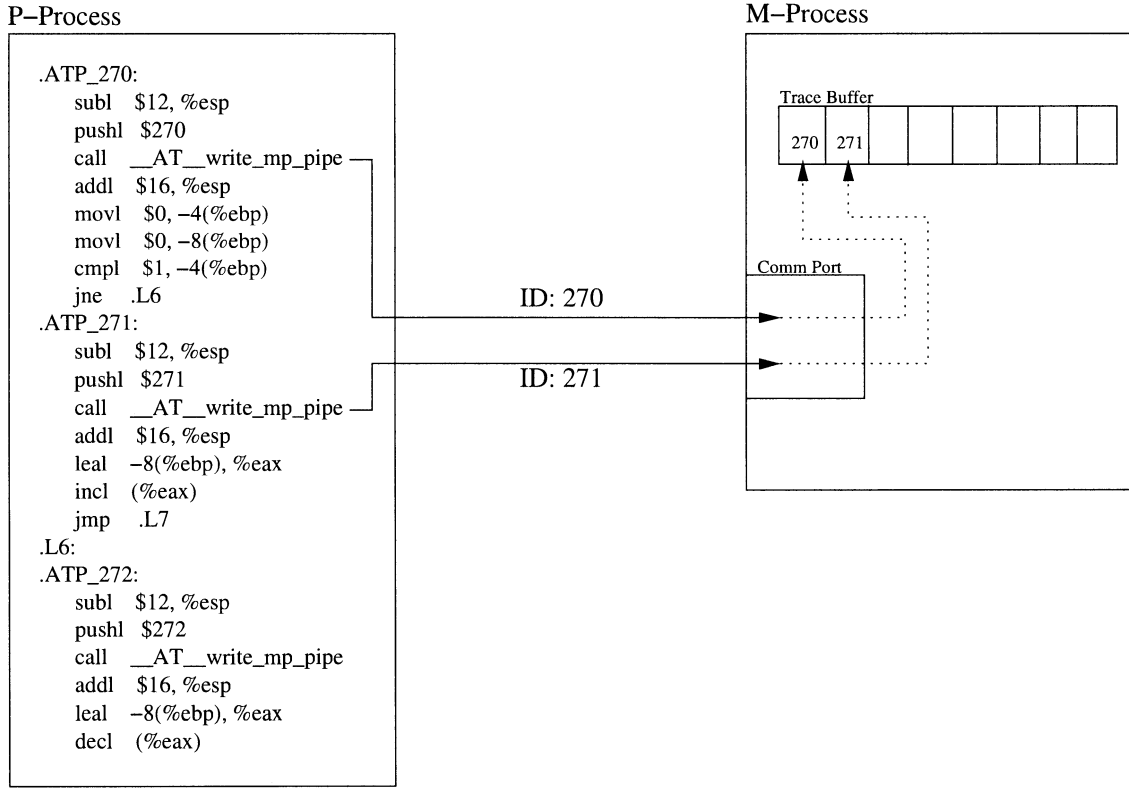 P−Process
.ATP_270:
subl $12, %esp
pushl $270
call __AT__write_mp_pipe
addl $16, %esp
movl $0, −4(%ebp)
movl $0, −8(%ebp)
cmpl $1, −4(%ebp)
jne .L6
.ATP_271:
subl $12, %esp
pushl $271
call __AT__write_mp_pipe
addl $16, %esp
leal −8(%ebp), %eax
incl (%eax)
jmp .L7
.L6:
.ATP_272:
subl $12, %esp
pushl $272
call __AT__write_mp_pipe
addl $16, %esp
leal −8(%ebp), %eax
decl (%eax)
ID: 270
ID: 271
M−Process
Trace Buffer
270 271
Comm Port